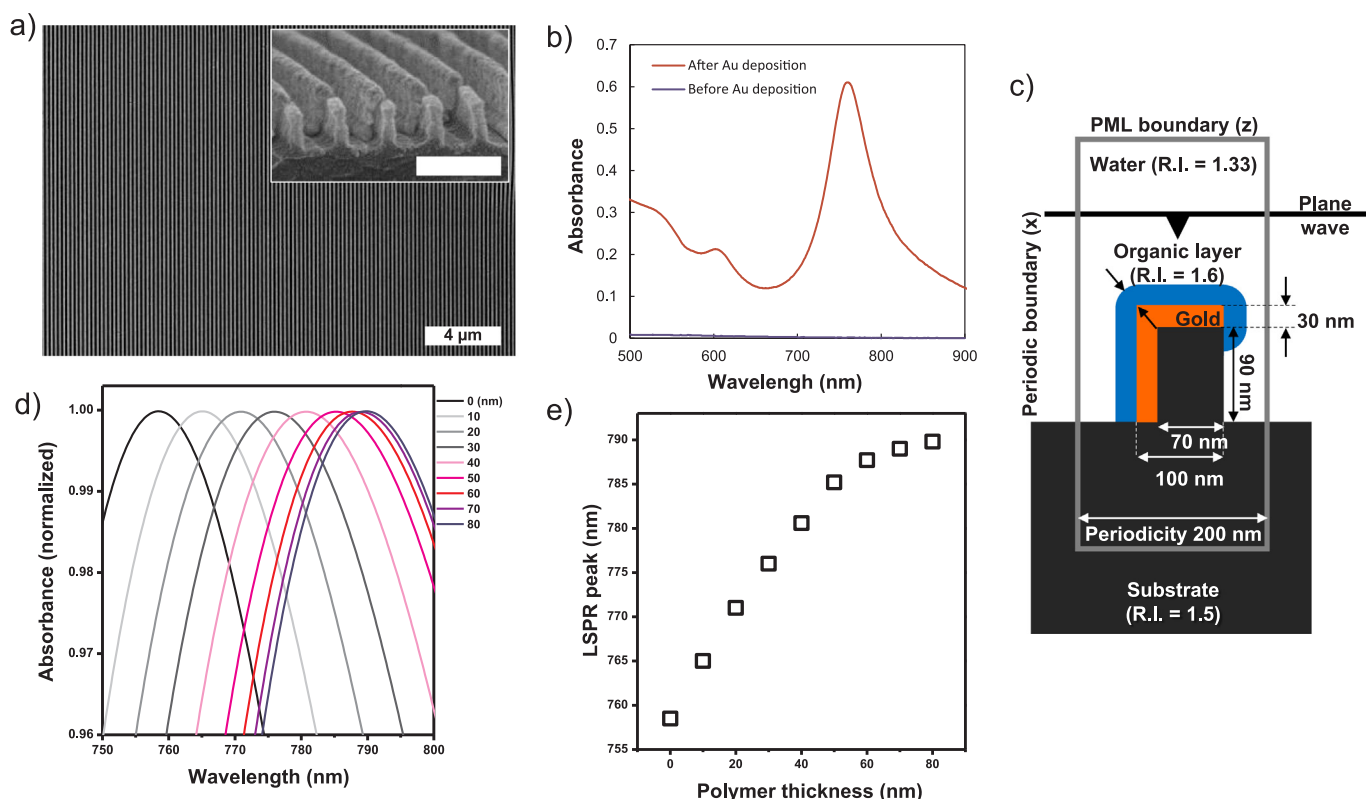 a)
4 µm
b)
0.7
0.6
0.5
0.4
0.3
0.2
0.1
0
500
600
700
800
900
Absorbance
Wavelengh (nm)
After Au deposition
Before Au deposition
c)
PML boundary (z)
Water (R.I. = 1.33)
Plane
wave
Periodic boundary (x)
Organic layer
(R.I. = 1.6)
Gold
30 nm
90 nm
70 nm
100 nm
Periodicity 200 nm
Substrate
(R.I. = 1.5)
d)
1.00
0.99
0.98
0.97
0.96
750
760
770
780
790
800
Absorbance (normalized)
Wavelength (nm)
0 (nm)
10
20
30
40
50
60
70
80
e)
790
785
780
775
770
765
760
755
0
20
40
60
80
LSPR peak (nm)
Polymer thickness (nm)